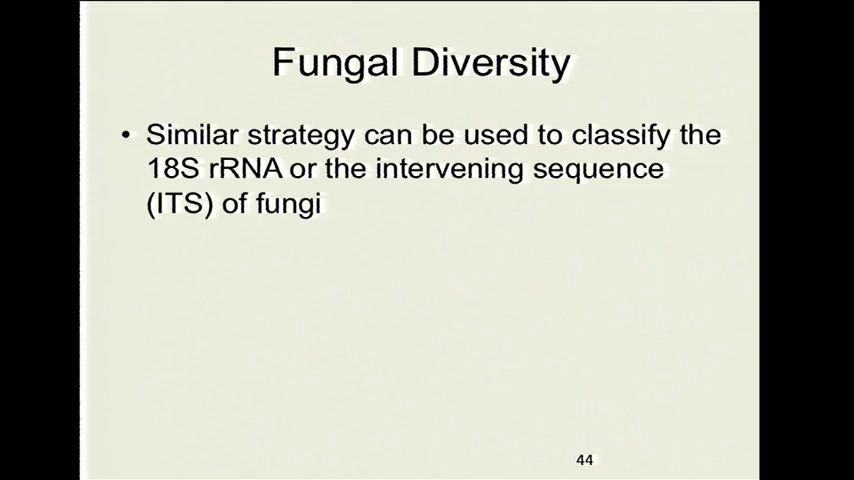 Fungal Diversity
• Similar strategy can be used to classify the
18S rRNA or the intervening sequence
(ITS) of fungi
44